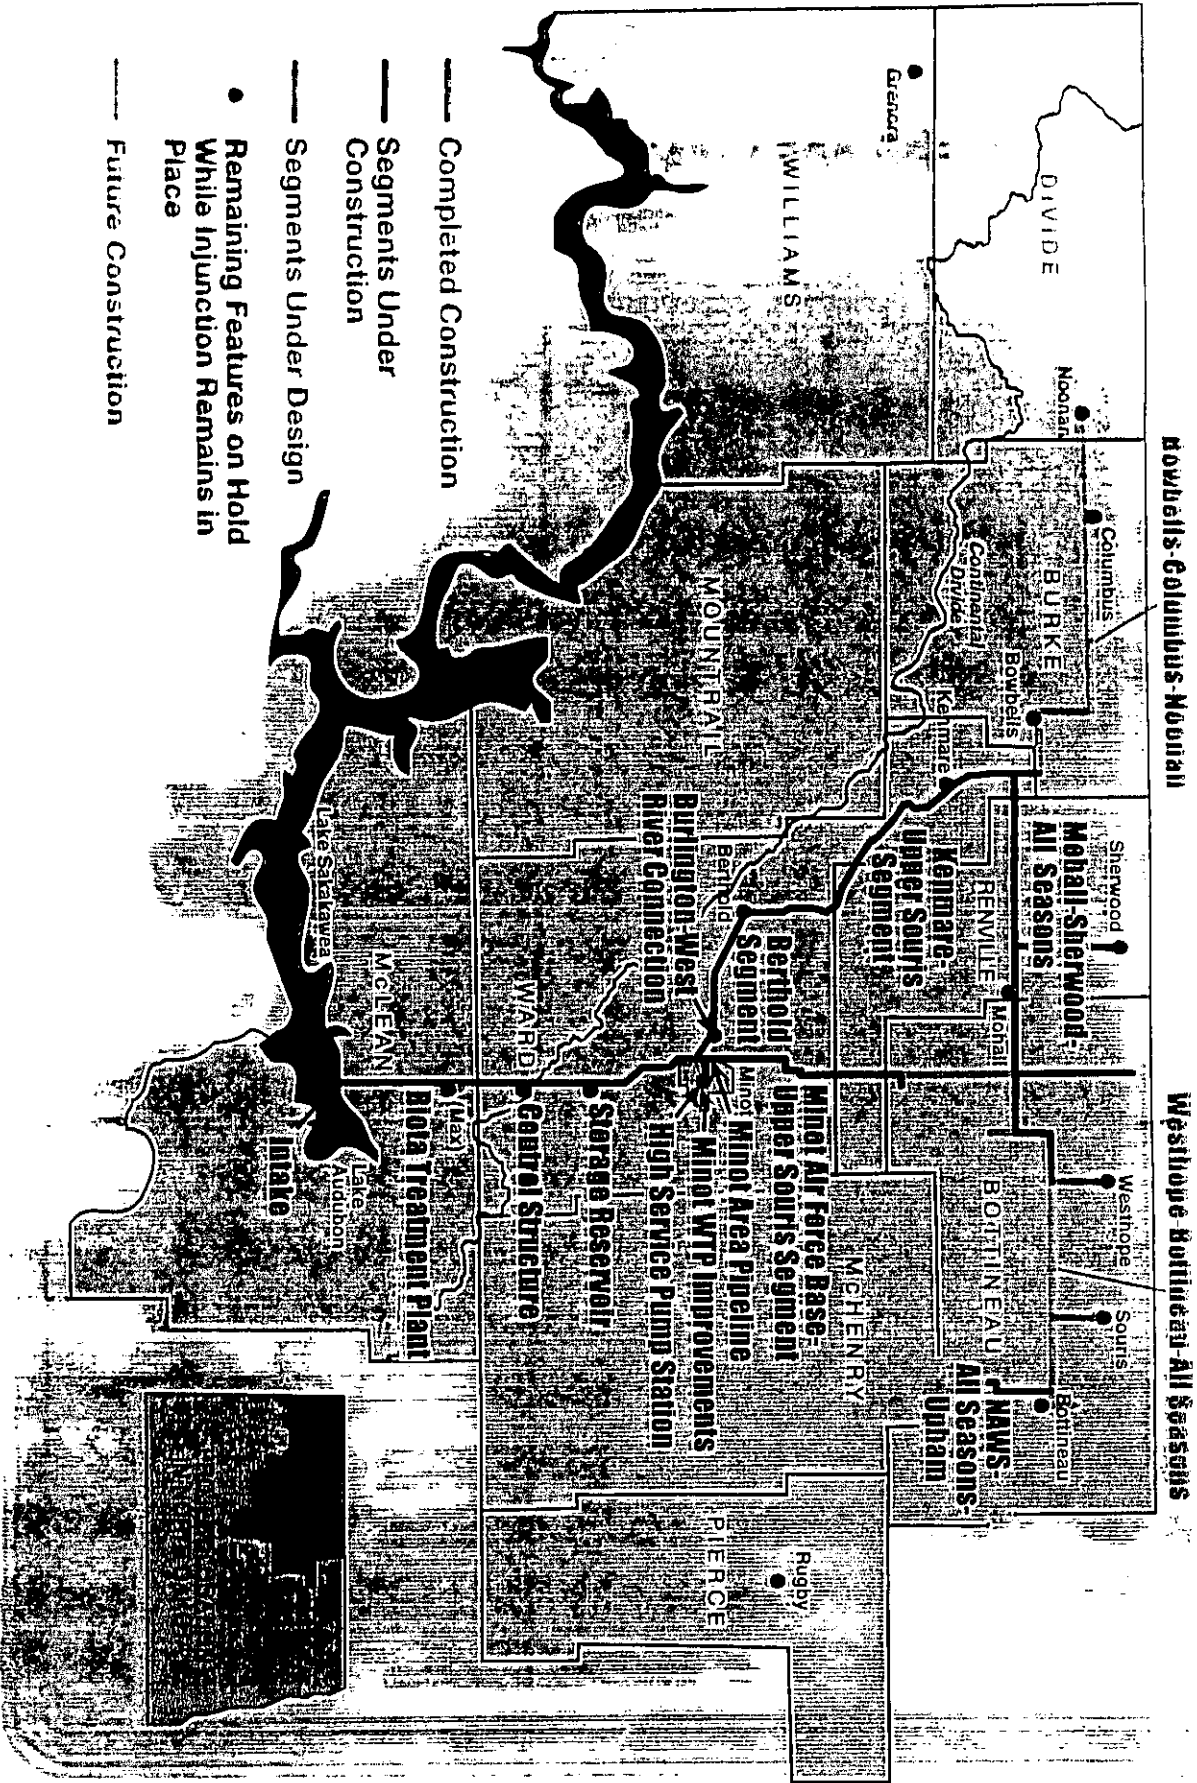 Bowbells-Columbus-Noonan
Westhope-Bottineau-All Seasons
DIVIDE
Noonan
Columbus
BURKE
Bowbells
Continental
Divide
Kenmare
Sherwood
Mohall-Sherwood-
All Seasons
RENVILLE
Mohall
Westhope
Souris
BOTTINEAU
Bottineau
NAWS-
All Seasons-
Upham
Grenora
WILLIAMS
MOUNTRAIL
Kenmare-
Upper Souris
Segment
Berthold
Berthold
Segment
Burlington-West
River Connection
Minot Air Force Base-
Upper Souris Segment
Minot
Minot Area Pipeline
Minot WTP Improvements
High Service Pump Station
MCHENRY
PIERCE
Rugby
WARD
Storage Reservoir
Control Structure
Max
Biota Treatment Plant
MCLEAN
Lake Sakakawea
Lake
Audubon
Intake
Completed Construction
Segments Under
Construction
Segments Under Design
Remaining Features on Hold
While Injunction Remains in
Place
Future Construction